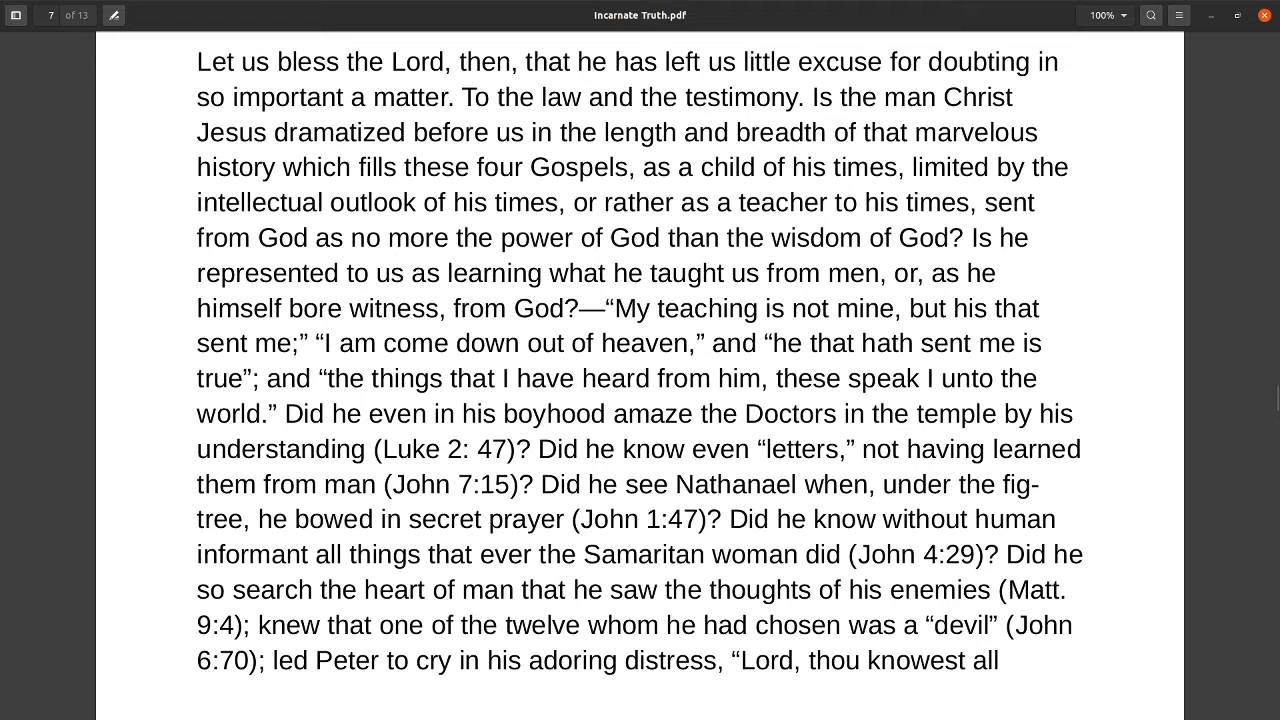 7 of 13
Incarnate Truth.pdf
100%
Let us bless the Lord, then, that he has left us little excuse for doubting in
so important a matter. To the law and the testimony. Is the man Christ
Jesus dramatized before us in the length and breadth of that marvelous
history which fills these four Gospels, as a child of his times, limited by the
intellectual outlook of his times, or rather as a teacher to his times, sent
from God as no more the power of God than the wisdom of God? Is he
represented to us as learning what he taught us from men, or, as he
himself bore witness, from God?—“My teaching is not mine, but his that
sent me;” “I am come down out of heaven,” and “he that hath sent me is
true”; and “the things that I have heard from him, these speak I unto the
world.” Did he even in his boyhood amaze the Doctors in the temple by his
understanding (Luke 2: 47)? Did he know even “letters,” not having learned
them from man (John 7:15)? Did he see Nathanael when, under the fig-
tree, he bowed in secret prayer (John 1:47)? Did he know without human
informant all things that ever the Samaritan woman did (John 4:29)? Did he
so search the heart of man that he saw the thoughts of his enemies (Matt.
9:4); knew that one of the twelve whom he had chosen was a “devil” (John
6:70); led Peter to cry in his adoring distress, “Lord, thou knowest all